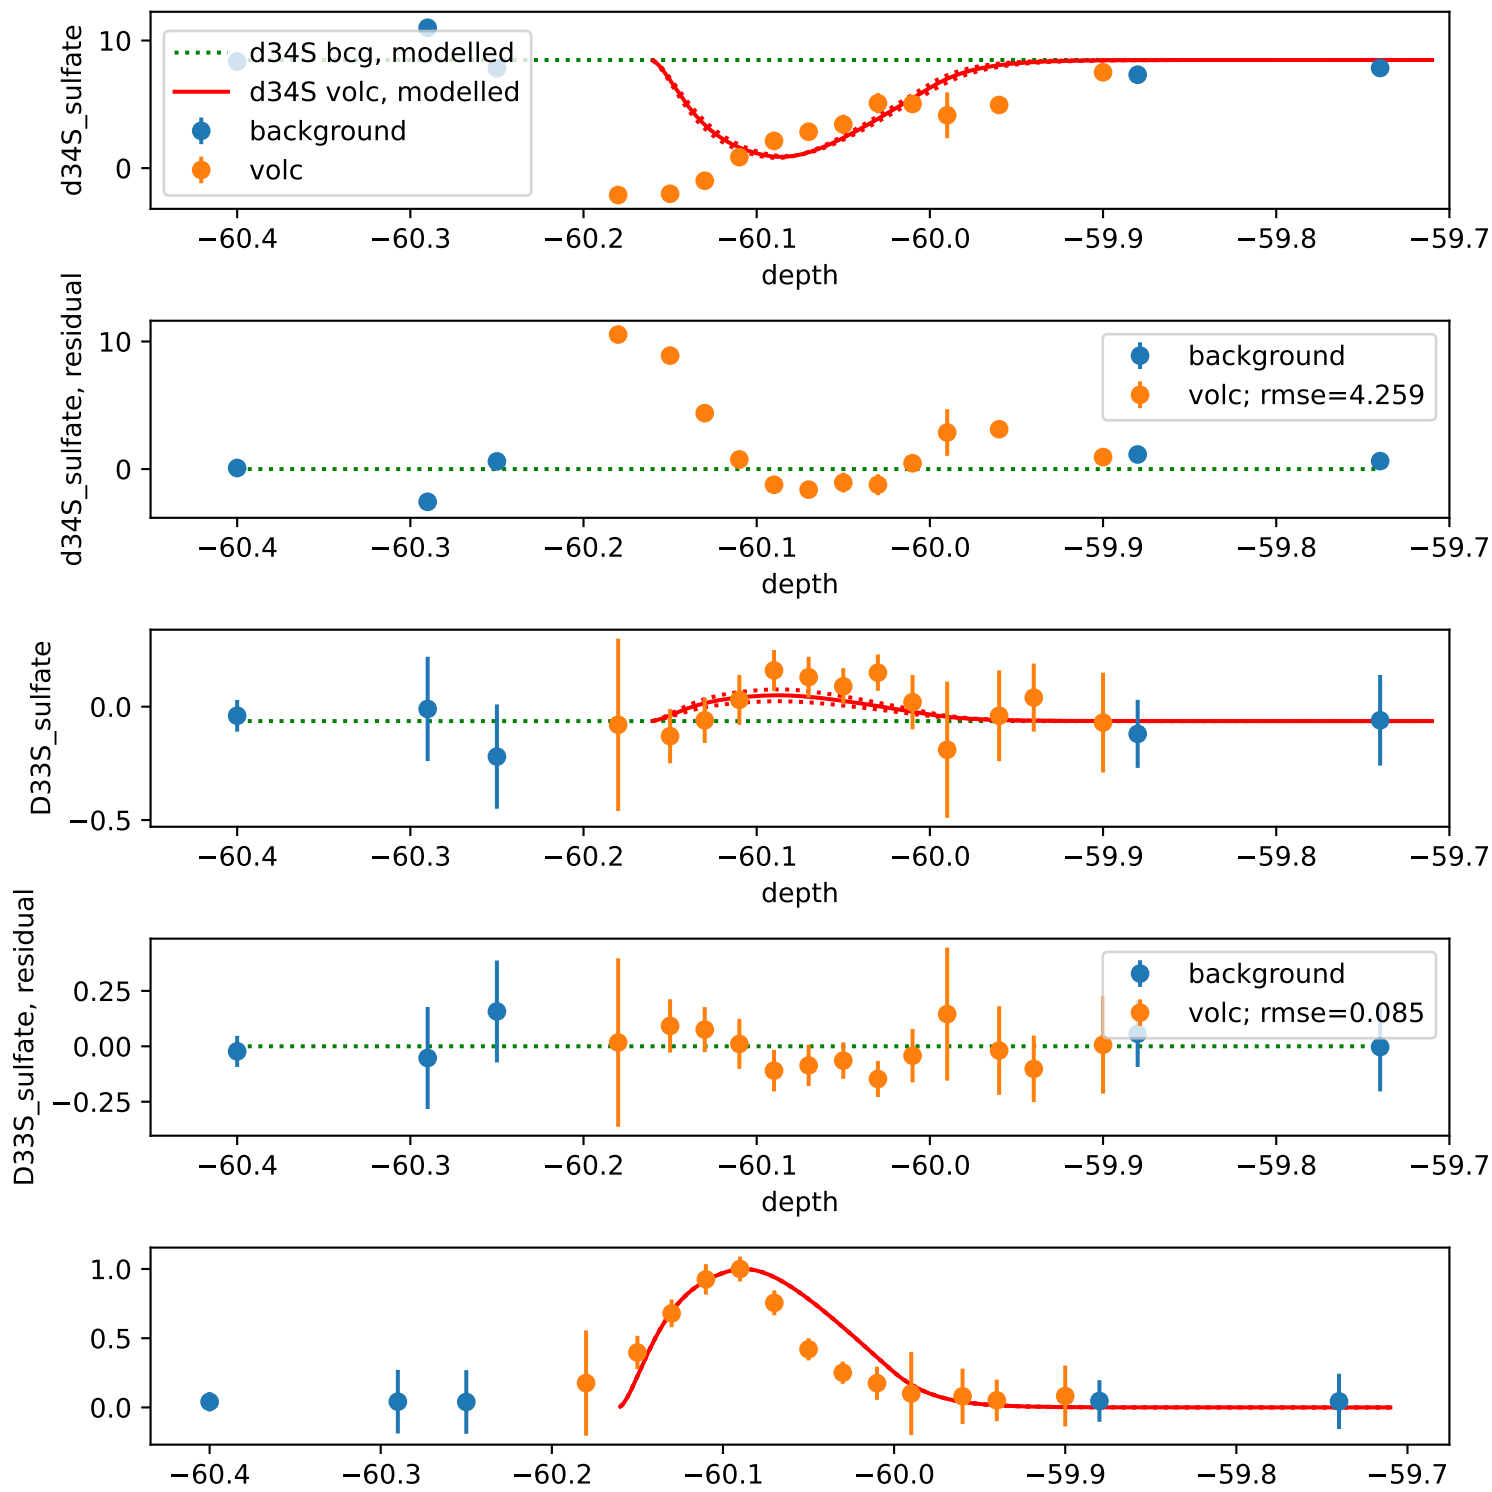 d34S_sulfate
10
0
d34S bcg, modelled
d34S volc, modelled
background
volc
−60.4 −60.3 −60.2 −60.1 −60.0 −59.9 −59.8 −59.7
depth
d34S_sulfate, residual
10
0
background
volc; rmse=4.259
−60.4 −60.3 −60.2 −60.1 −60.0 −59.9 −59.8 −59.7
depth
D33S_sulfate
0.0
−0.5
−60.4 −60.3 −60.2 −60.1 −60.0 −59.9 −59.8 −59.7
depth
D33S_sulfate, residual
0.25
0.00
−0.25
background
volc; rmse=0.085
−60.4 −60.3 −60.2 −60.1 −60.0 −59.9 −59.8 −59.7
depth
1.0
0.5
0.0
−60.4 −60.3 −60.2 −60.1 −60.0 −59.9 −59.8 −59.7